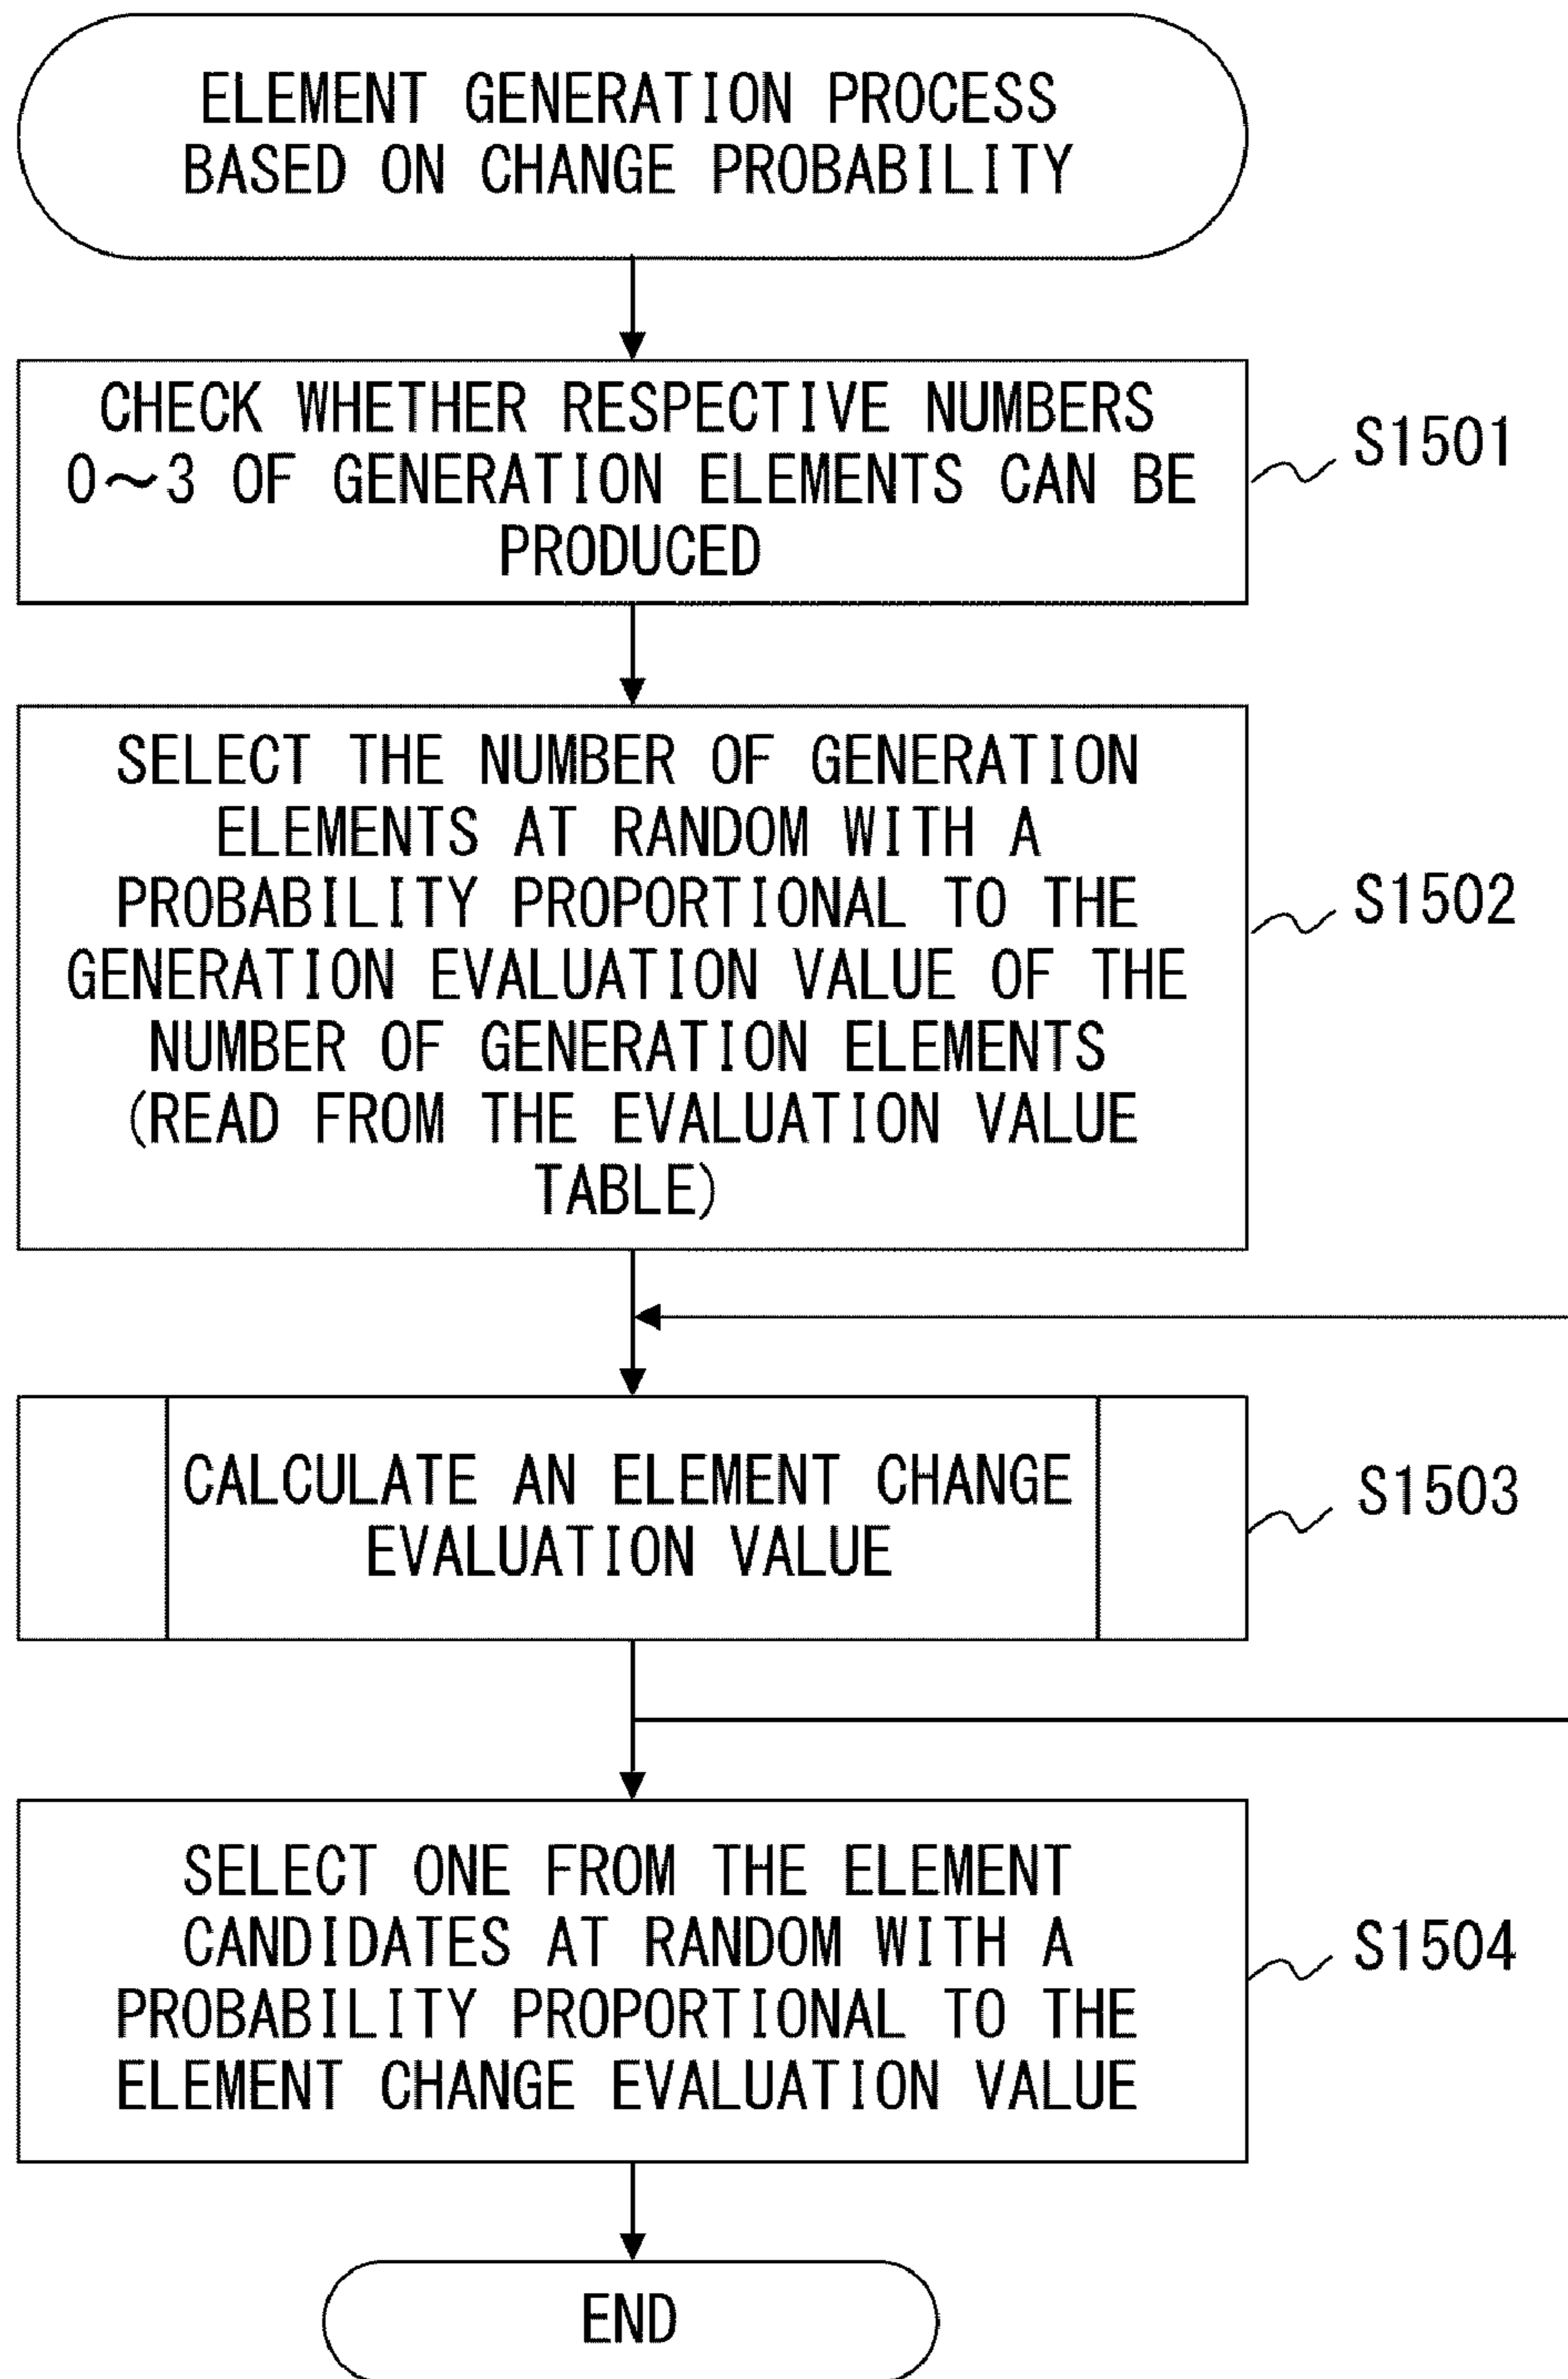 ELEMENT GENERATION PROCESS
BASED ON CHANGE PROBABILITY
CHECK WHETHER RESPECTIVE NUMBERS
0～3 OF GENERATION ELEMENTS CAN BE
PRODUCED
S1501
SELECT THE NUMBER OF GENERATION
ELEMENTS AT RANDOM WITH A
PROBABILITY PROPORTIONAL TO THE
GENERATION EVALUATION VALUE OF THE
NUMBER OF GENERATION ELEMENTS
(READ FROM THE EVALUATION VALUE
TABLE)
S1502
CALCULATE AN ELEMENT CHANGE
EVALUATION VALUE
S1503
SELECT ONE FROM THE ELEMENT
CANDIDATES AT RANDOM WITH A
PROBABILITY PROPORTIONAL TO THE
ELEMENT CHANGE EVALUATION VALUE
S1504
END